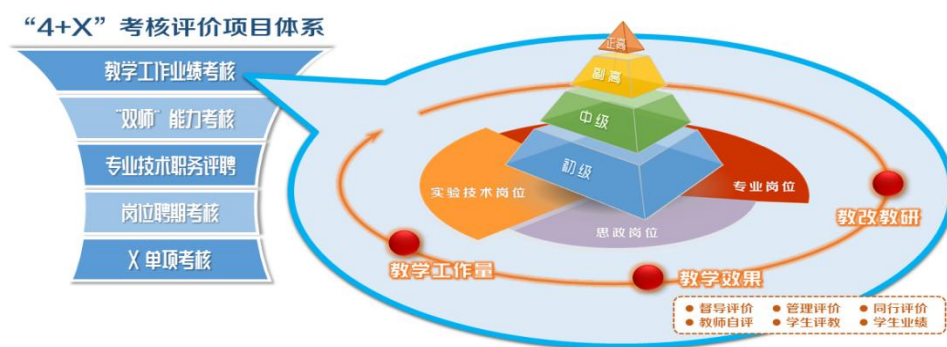 “4+X”考核评价项目体系
教学工作业绩考核
“双师”能力考核
专业技术职务评聘
岗位聘期考核
X 单项考核
正高
副高
中级
初级
实验技术岗位
专业岗位
思政岗位
教改教研
教学工作量
教学效果
● 督导评价 ● 管理评价 ● 同行评价
● 教师自评 ● 学生评教 ● 学生业绩